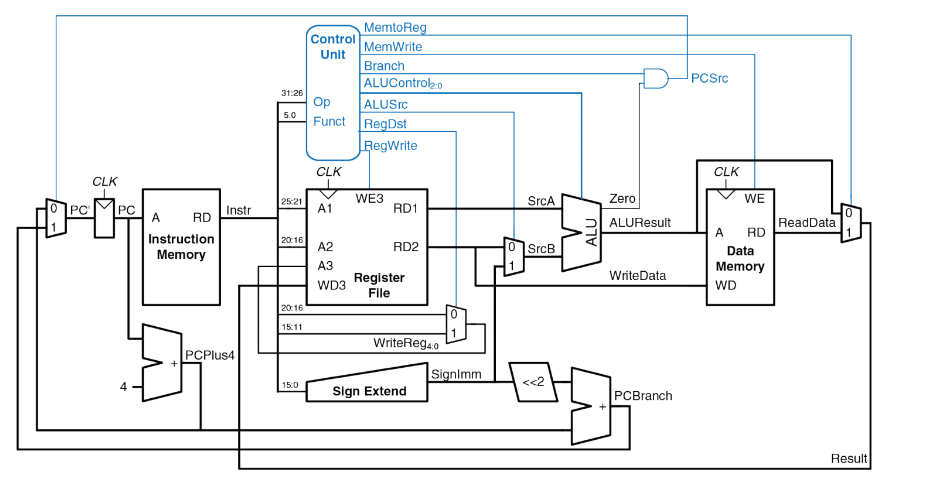 MemtoReg
Control
Unit
MemWrite
Branch
PCSrc
ALUControl2:0
31:26
Op
ALUSrc
5:0
Funct
RegDst
RegWrite
CLK
CLK
CLK
0
1
PC'
PC
A
RD
Instruction
Memory
Instr
25:21
A1
WE3
RD1
SrcA
Zero
WE
0
1
20:16
A2
RD2
0
1
SrcB
ALU
ALUResult
A
RD
ReadData
A3
Data
Memory
WD3
Register
File
WriteData
WD
20:16
0
15:11
1
WriteReg4:0
PCPlus4
+
4
SignImm
15:0
Sign Extend
<<2
PCBranch
+
Result